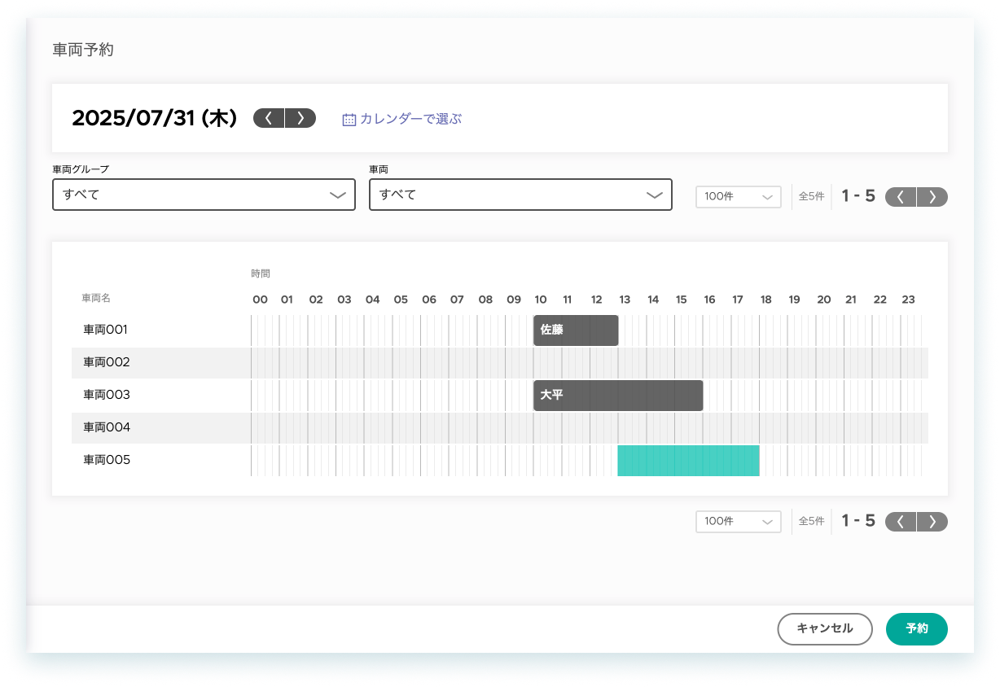 車両予約
2025/07/31 (木)
カレンダーで選ぶ
車両グループ
車両
すべて
すべて
100件
全5件
1 - 5
時間
車両名
00 01 02 03 04 05 06 07 08 09 10 11 12 13 14 15 16 17 18 19 20 21 22 23
車両001
佐藤
車両002
車両003
大平
車両004
車両005
100件
全5件
1 - 5
キャンセル
予約